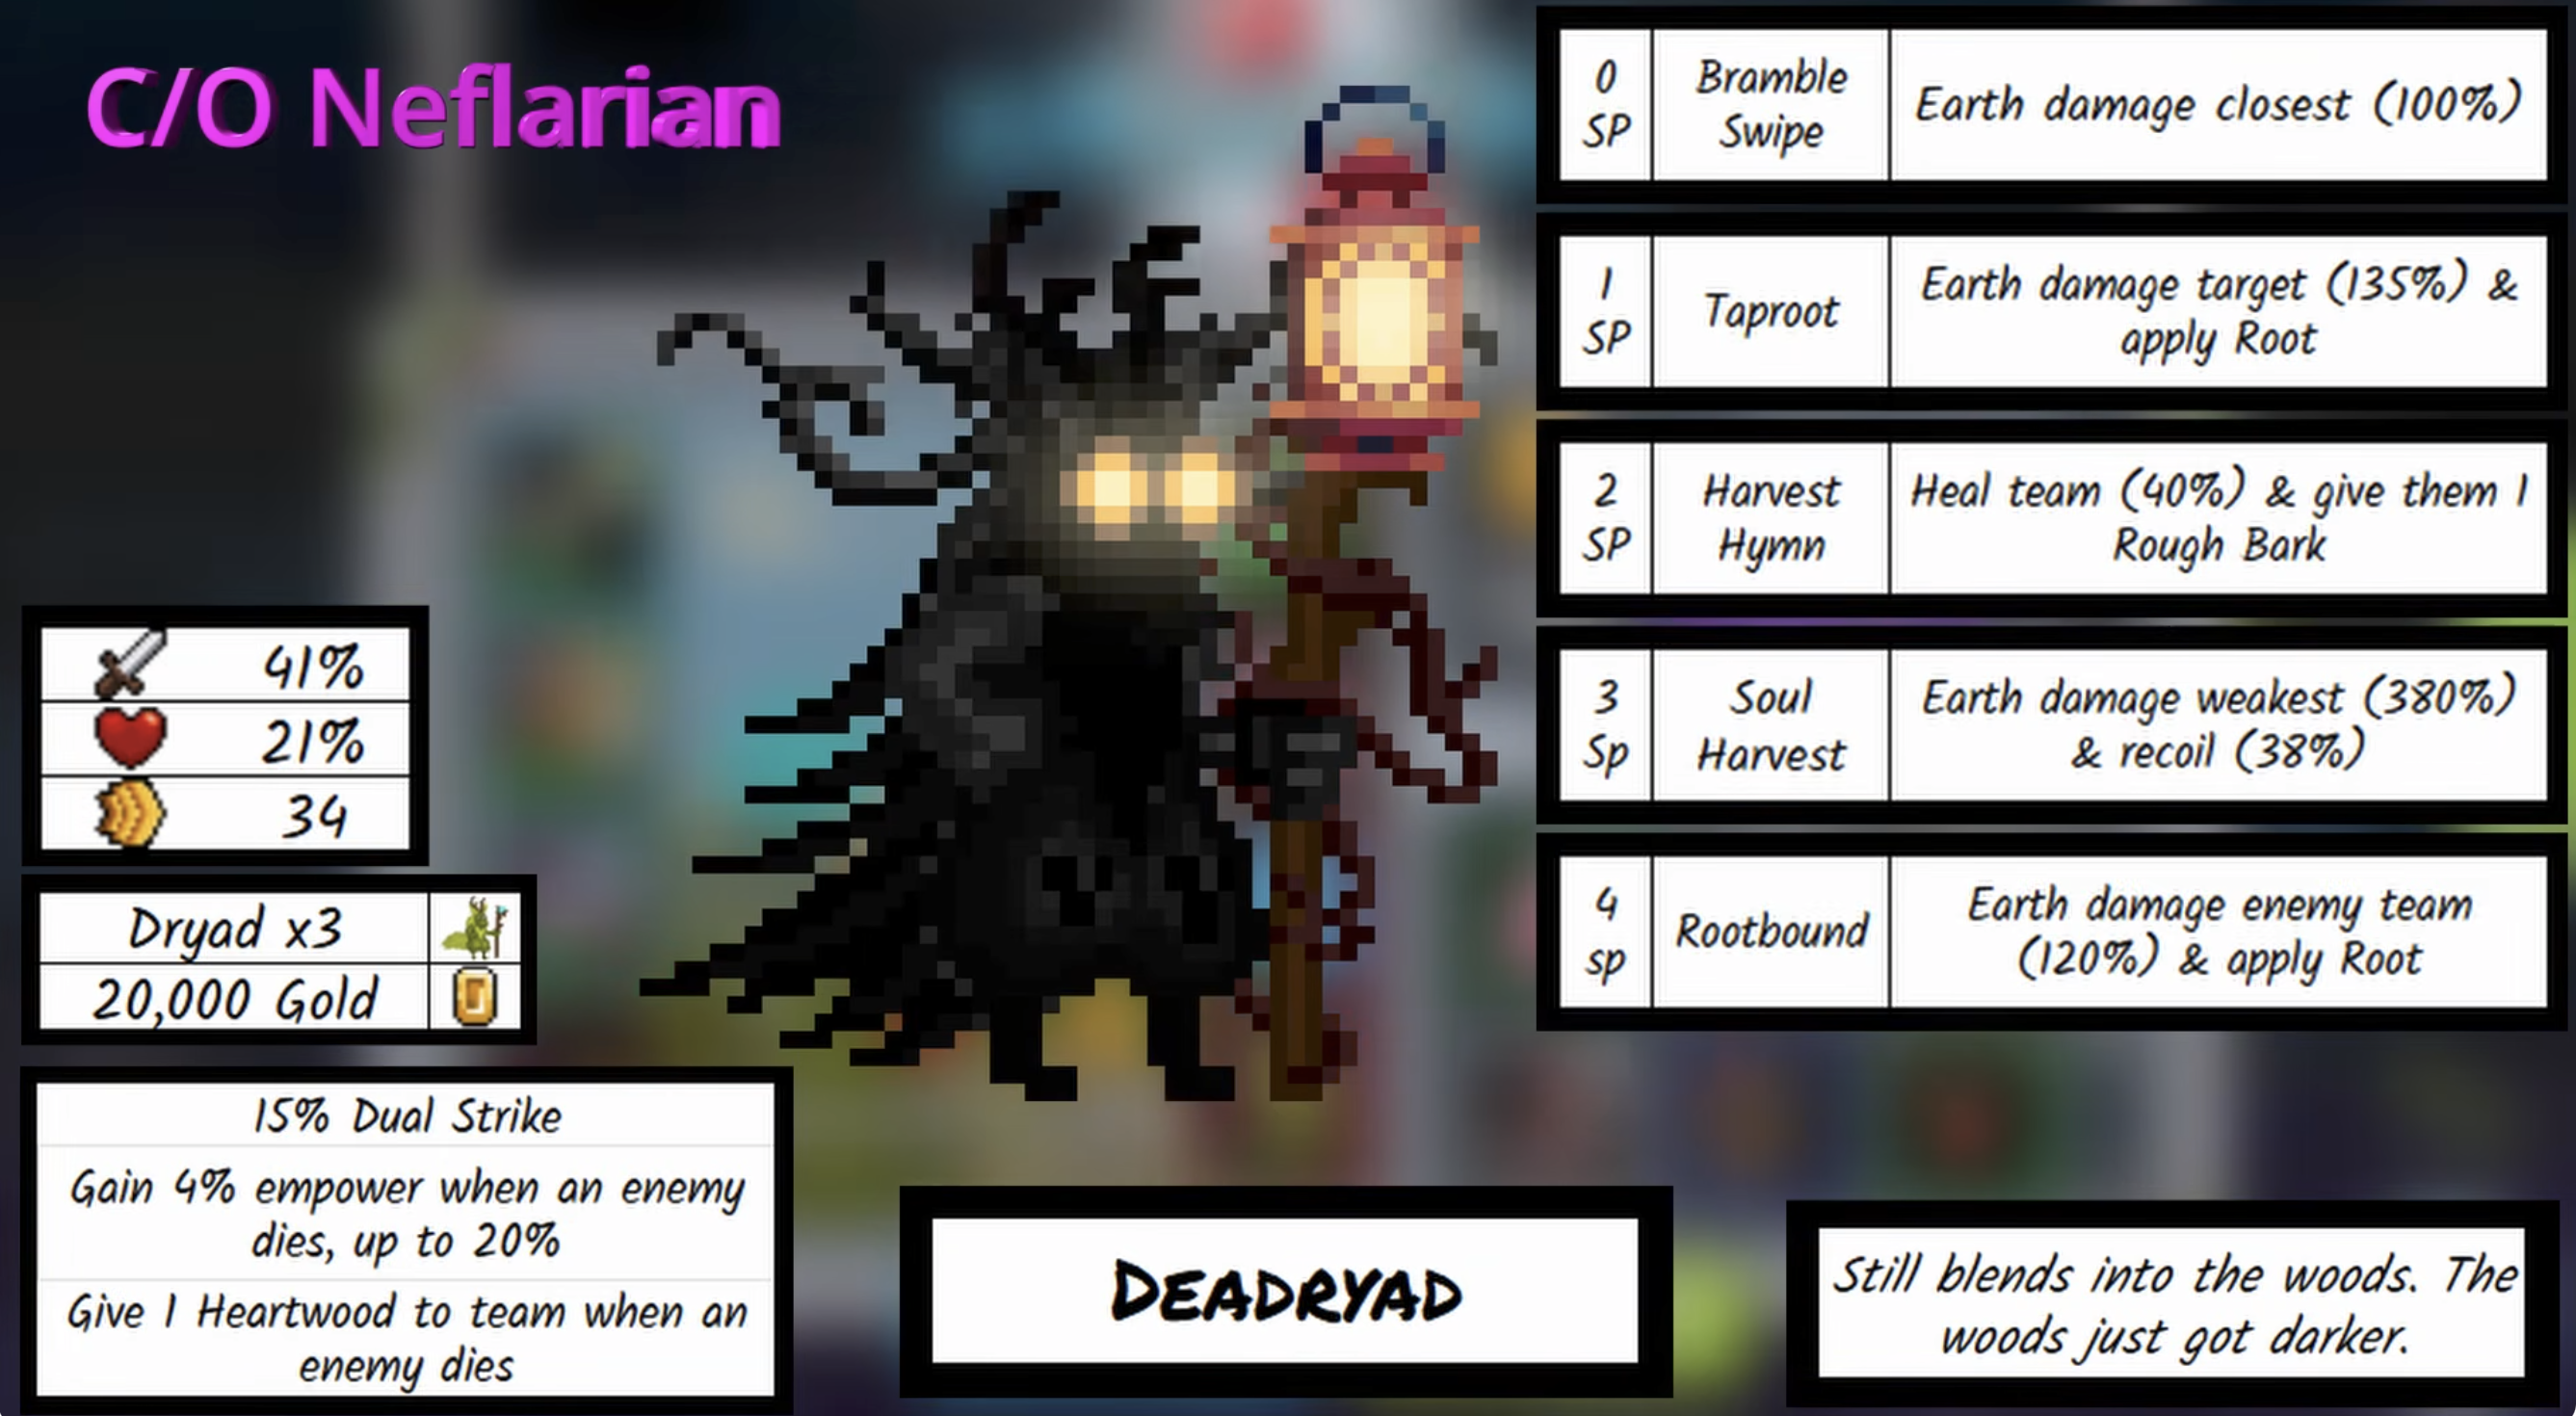 C/O Neflarian
41%
21%
34
Dryad x3
20,000 Gold
15% Dual Strike
Gain 4% empower when an enemy
dies, up to 20%
Give 1 Heartwood to team when an
enemy dies
0
SP
Bramble
Swipe
Earth damage closest (100%)
1
SP
Taproot
Earth damage target (135%) &
apply Root
2
SP
Harvest
Hymn
Heal team (40%) & give them 1
Rough Bark
3
Sp
Soul
Harvest
Earth damage weakest (380%)
& recoil (38%)
4
sp
Rootbound
Earth damage enemy team
(120%) & apply Root
DEADRYAD
Still blends into the woods. The
woods just got darker.